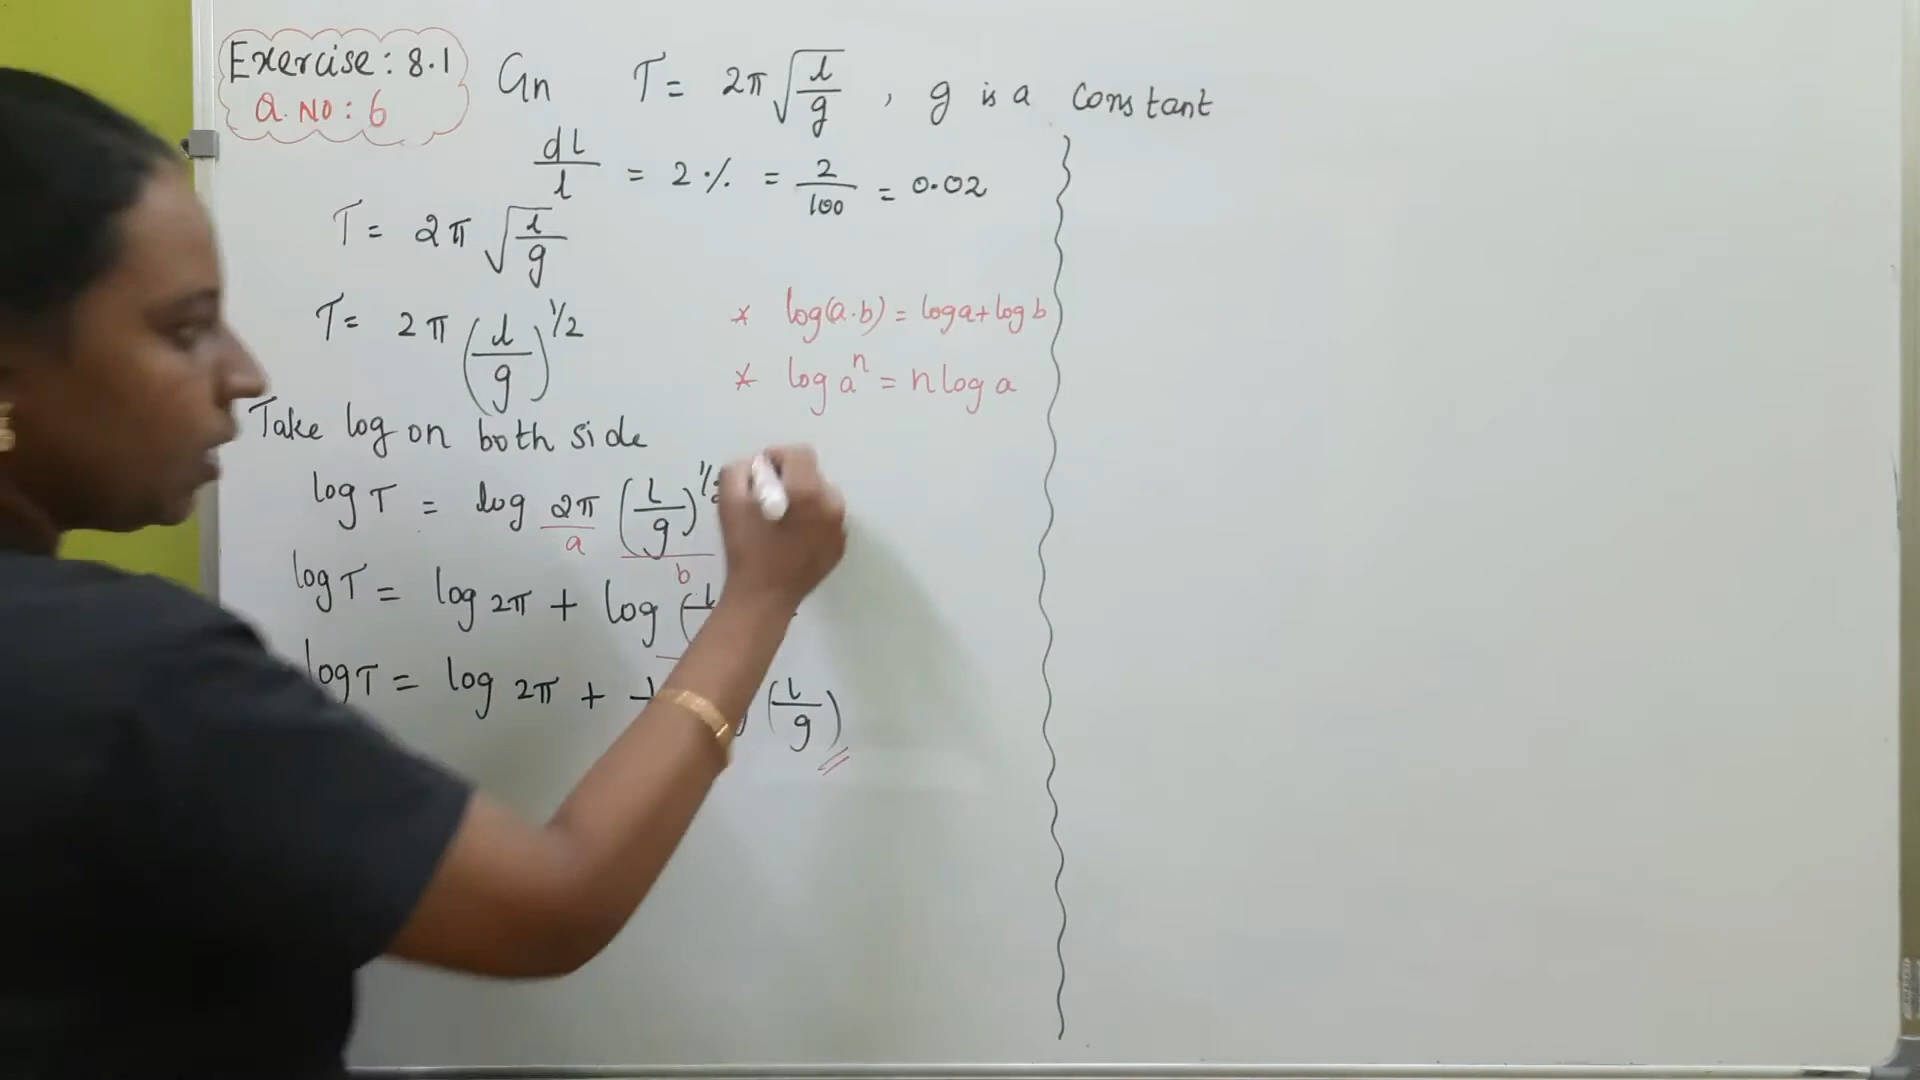 Exercise: 8.1
Q. NO: 6
Gn T = 2π √(l/g) , g is a constant
dl/l = 2 % = 2/100 = 0.02
T = 2π √(l/g)
T = 2π (l/g)^1/2
* log(a.b) = log a + log b
* log a^n = n log a
Take log on both side
log T = log 2π (l/g)^1/2
a
b
log T = log 2π + log (l
log T = log 2π + (l/g)